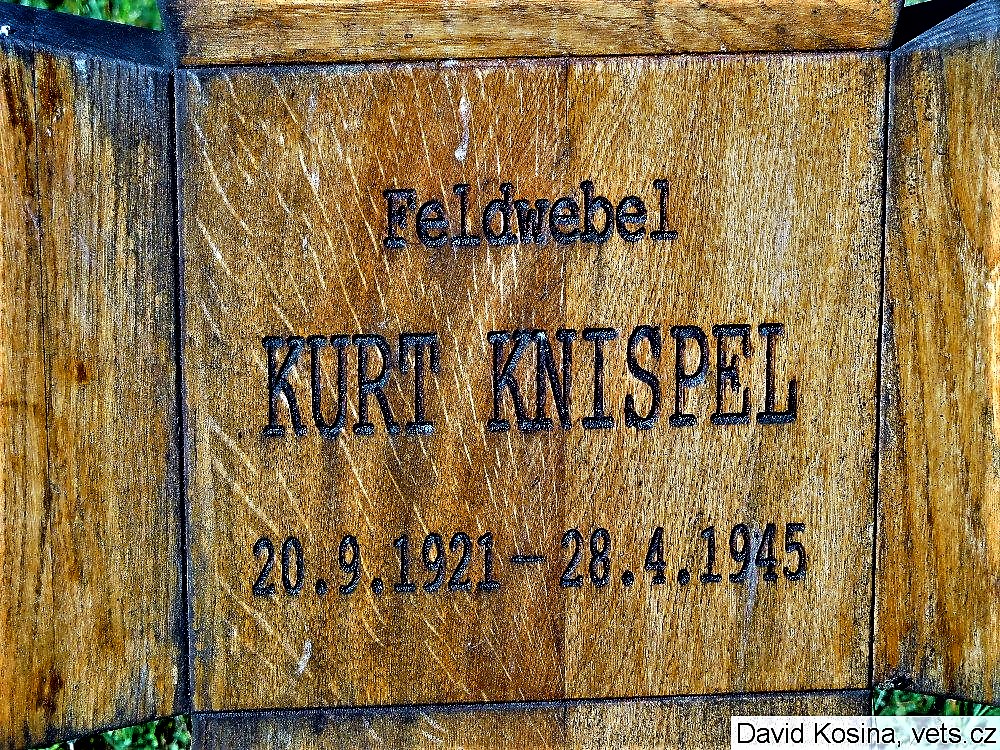 Feldwebel
KURT KNISPEL
20.9.1921-28.4.1945
David Kosina, vets.cz